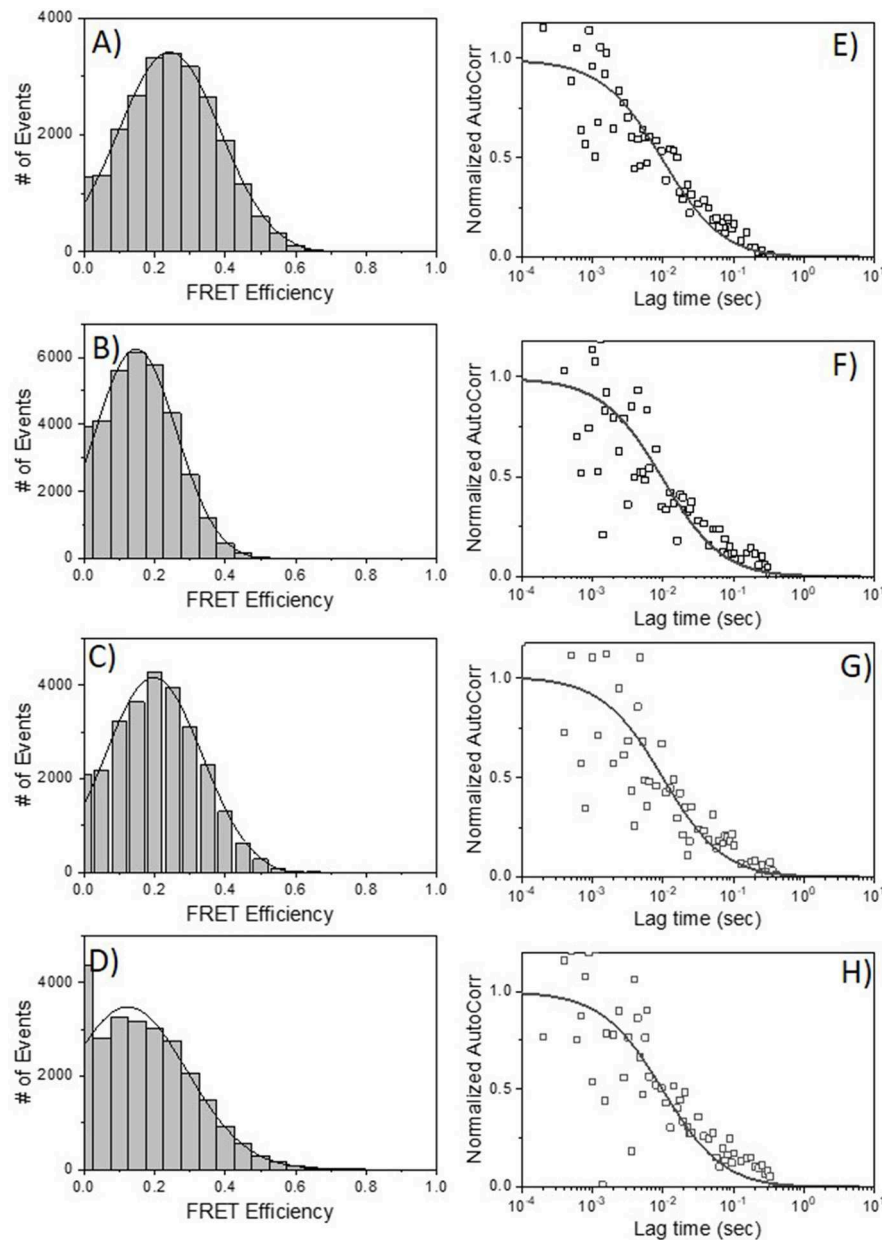 A)
4000
2000
0
# of Events
0.0 0.2 0.4 0.6 0.8 1.0
FRET Efficiency
E)
1.0
0.5
0.0
Normalized AutoCorr
10-4 10-3 10-2 10-1 100 101
Lag time (sec)
B)
6000
4000
2000
0
# of Events
0.0 0.2 0.4 0.6 0.8 1.0
FRET Efficiency
F)
1.0
0.5
0.0
Normalized AutoCorr
10-4 10-3 10-2 10-1 100 101
Lag time (sec)
C)
4000
2000
0
# of Events
0.0 0.2 0.4 0.6 0.8 1.0
FRET Efficiency
G)
1.0
0.5
0.0
Normalized AutoCorr
10-4 10-3 10-2 10-1 100 101
Lag time (sec)
D)
4000
2000
0
# of Events
0.0 0.2 0.4 0.6 0.8 1.0
FRET Efficiency
H)
1.0
0.5
0.0
Normalized AutoCorr
10-4 10-3 10-2 10-1 100 101
Lag time (sec)